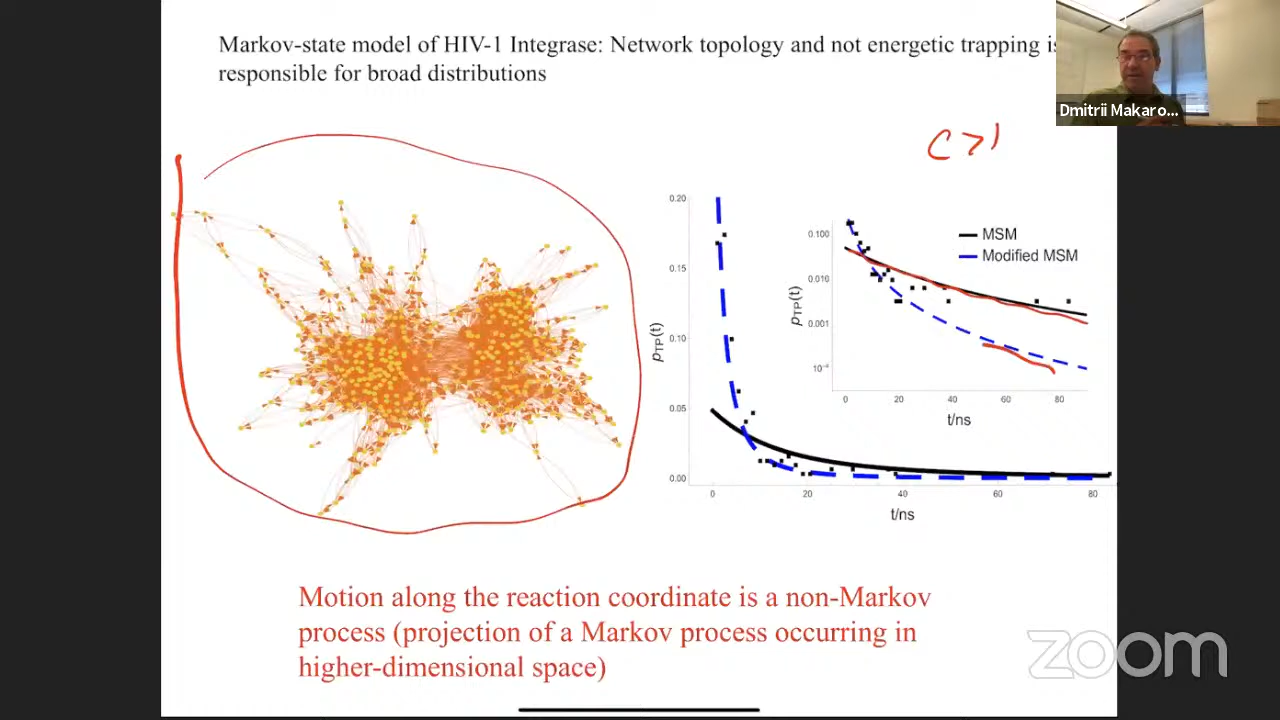 Markov-state model of HIV-1 Integrase: Network topology and not energetic trapping is
responsible for broad distributions
Dmitrii Makaro...
C>1
0.20
0.15
0.10
0.05
0.00
pTP(t)
0 20 40 60 80
t/ns
0.100
0.010
0.001
pTP(t)
0 20 40 60 80
t/ns
MSM
Modified MSM
Motion along the reaction coordinate is a non-Markov
process (projection of a Markov process occurring in
higher-dimensional space)
zoom